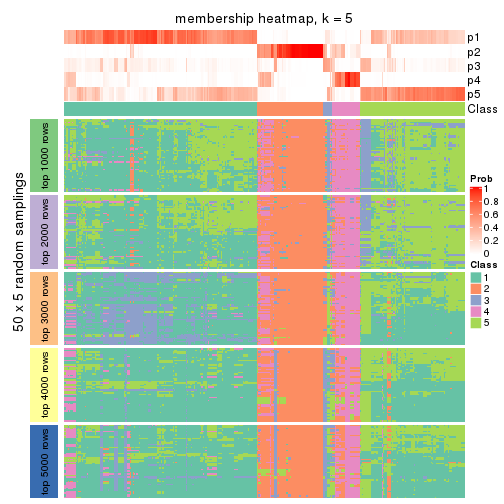 membership heatmap, k = 5
p1
p2
p3
p4
p5
Class
50 x 5 random samplings
top 1000 rows
top 2000 rows
top 3000 rows
top 4000 rows
top 5000 rows
Prob
1
0.8
0.6
0.4
0.2
0
Class
1
2
3
4
5